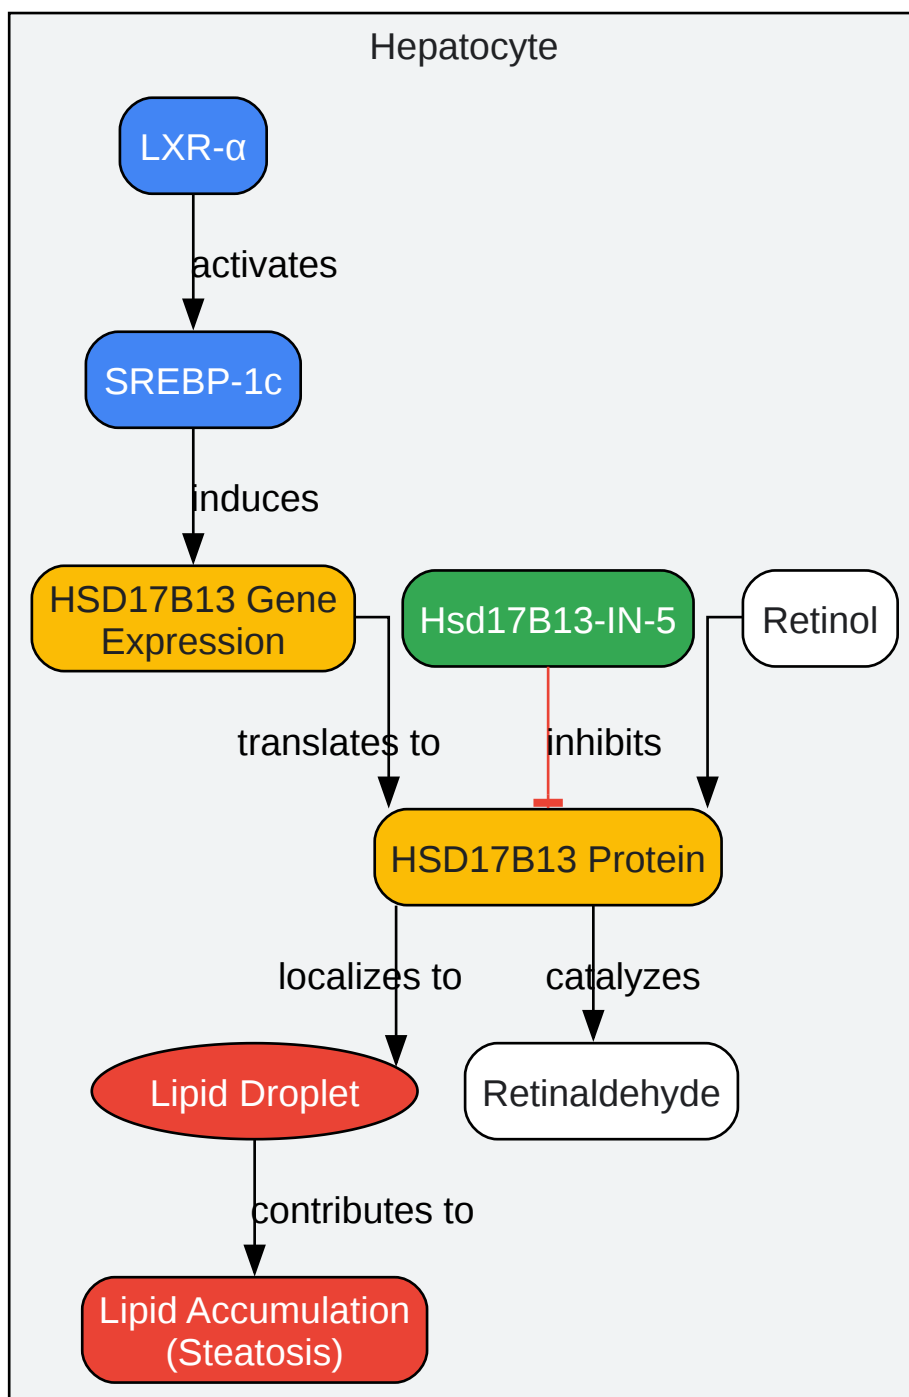 Hepatocyte
LXR-α
activates
SREBP-1c
induces
HSD17B13 Gene
Expression
Hsd17B13-IN-5
Retinol
translates to
inhibits
HSD17B13 Protein
localizes to
catalyzes
Lipid Droplet
Retinaldehyde
contributes to
Lipid Accumulation
(Steatosis)